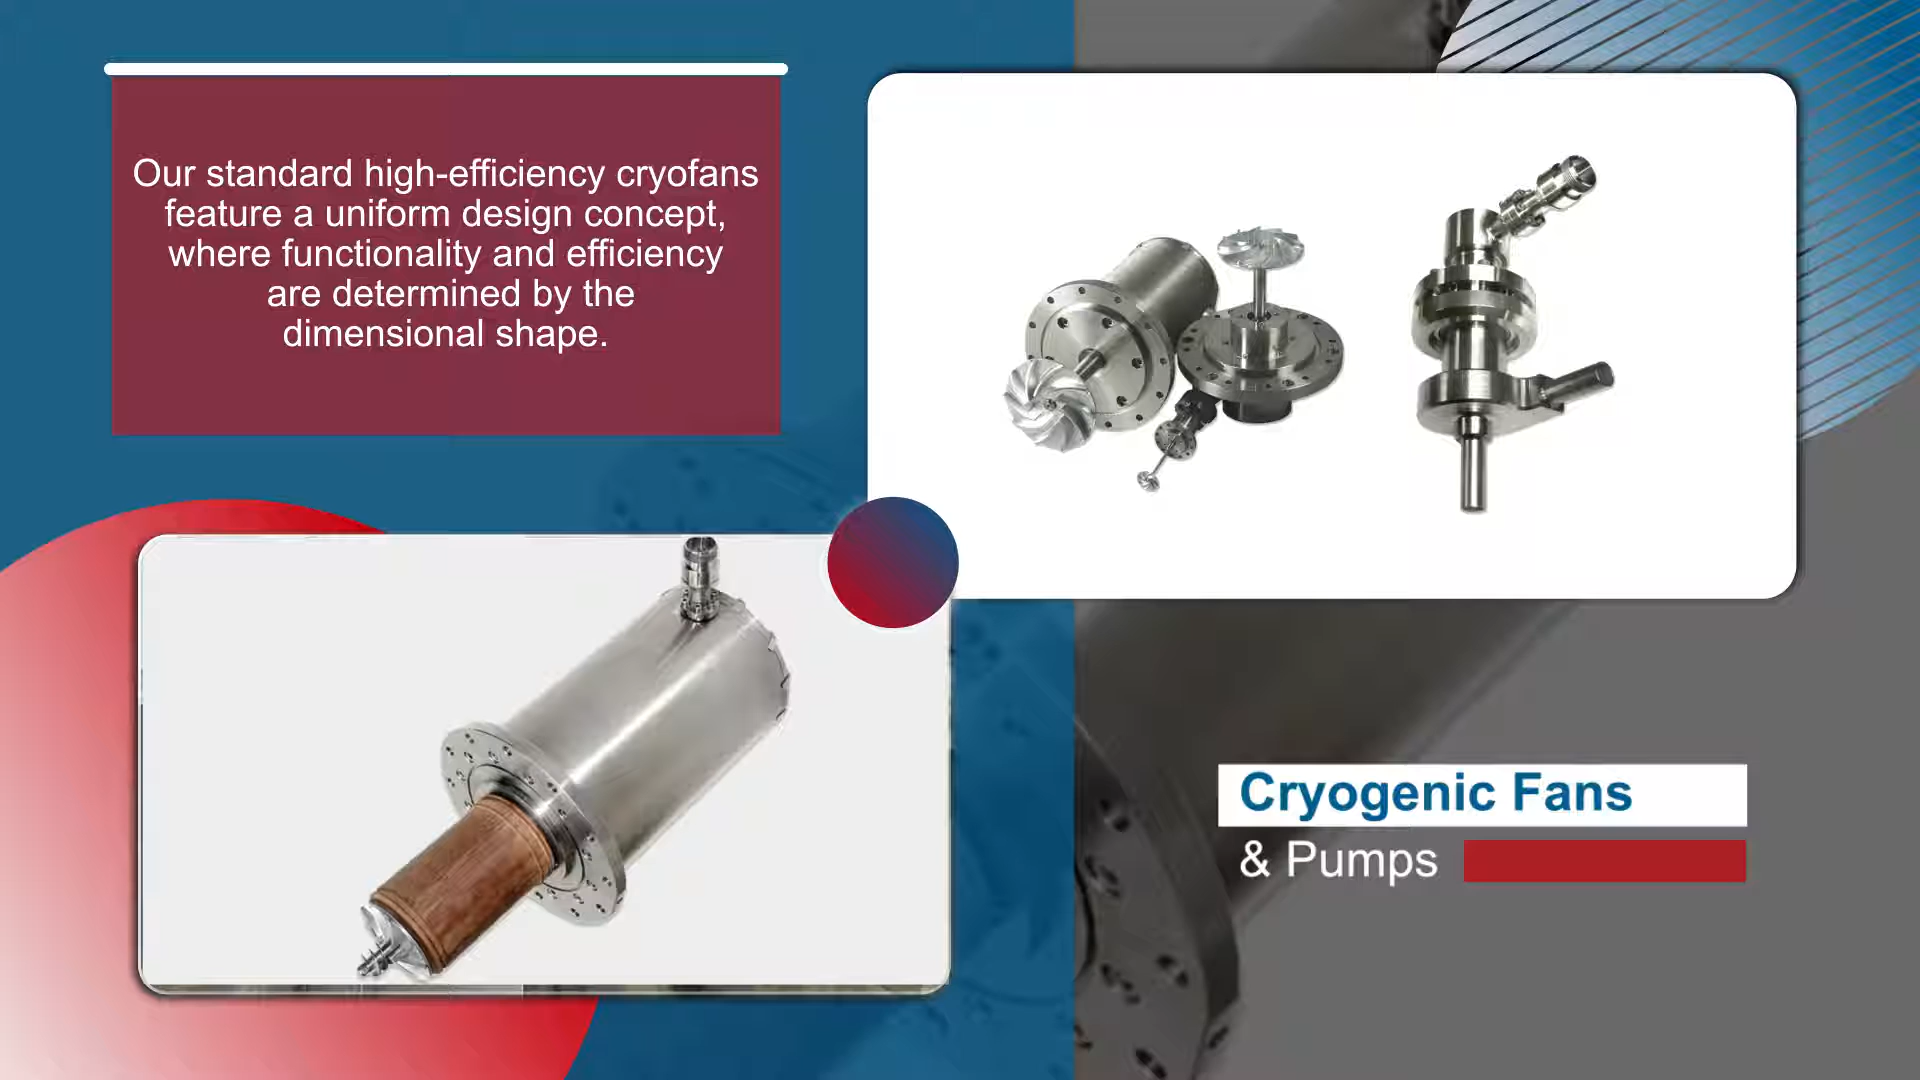 Our standard high-efficiency cryofans
feature a uniform design concept,
where functionality and efficiency
are determined by the
dimensional shape.
Cryogenic Fans
& Pumps